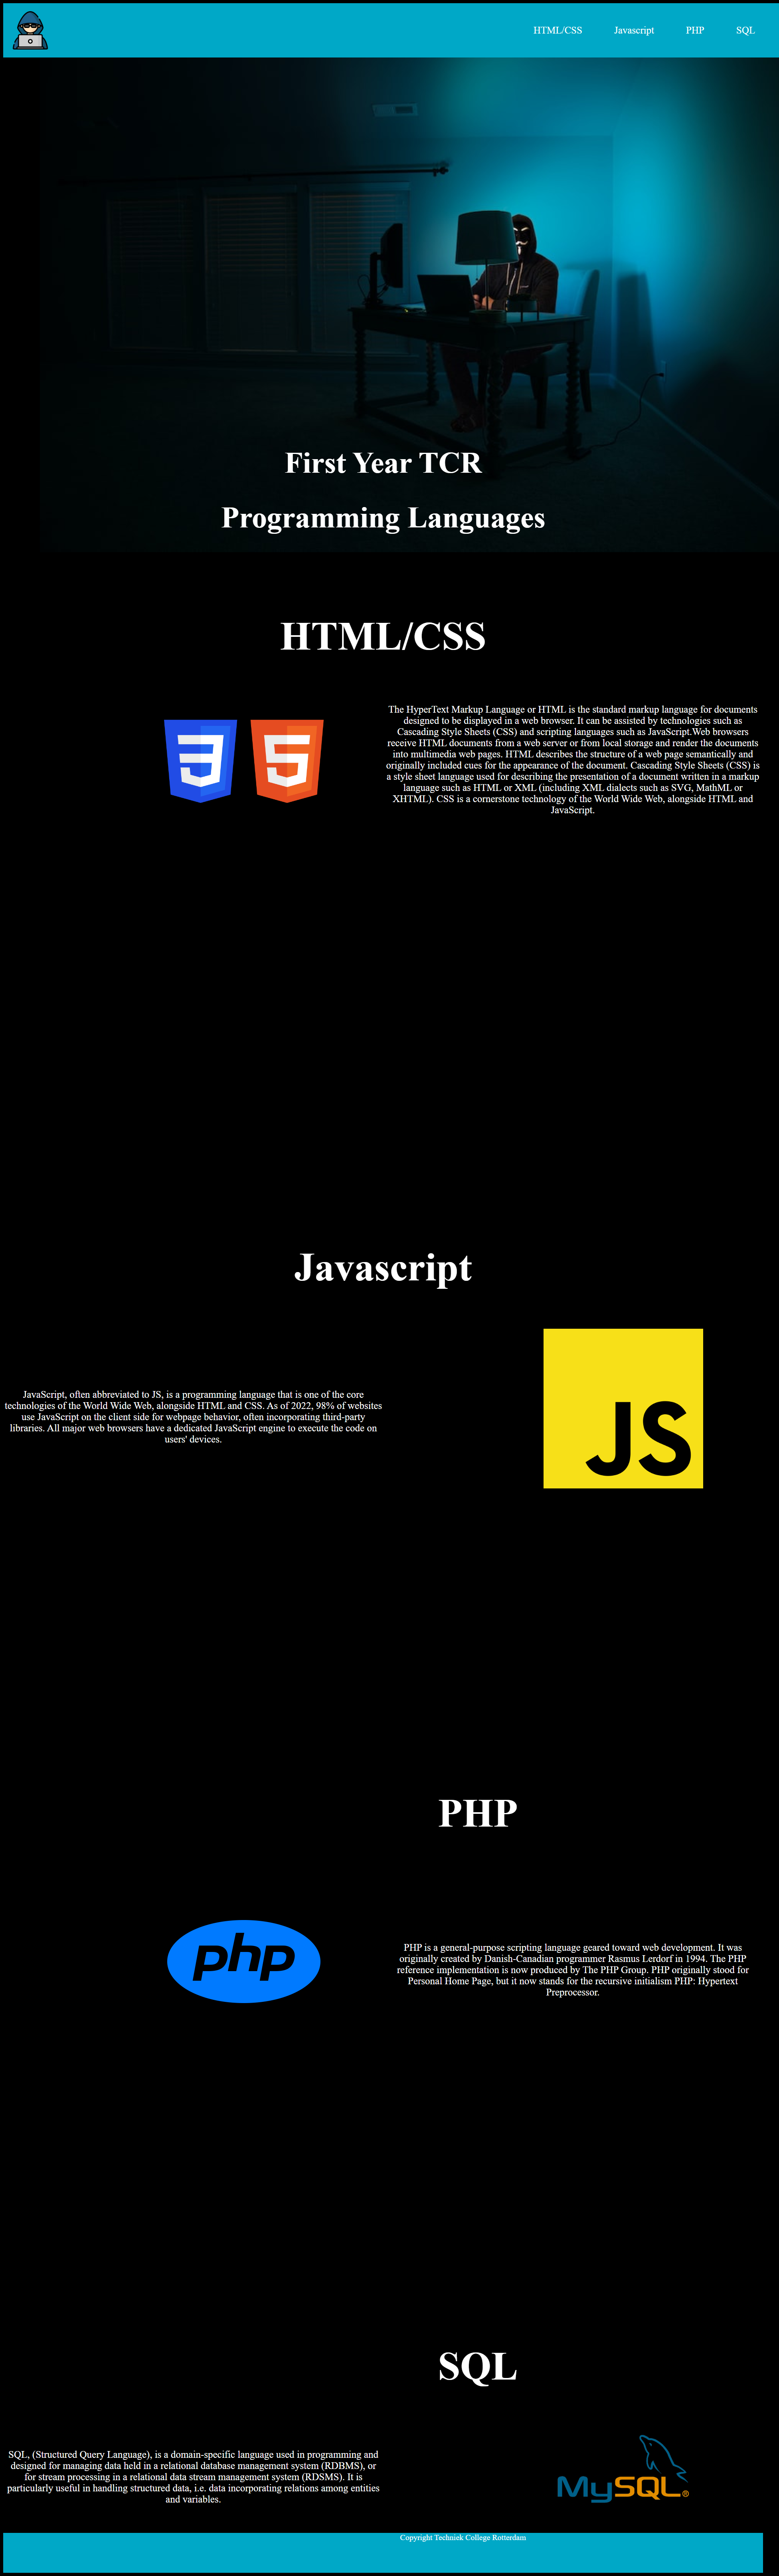 HTML/CSS Javascript PHP SQL
First Year TCR
Programming Languages
HTML/CSS
The HyperText Markup Language or HTML is the standard markup language for documents
designed to be displayed in a web browser. It can be assisted by technologies such as
Cascading Style Sheets (CSS) and scripting languages such as JavaScript.Web browsers
receive HTML documents from a web server or from local storage and render the documents
into multimedia web pages. HTML describes the structure of a web page semantically and
originally included cues for the appearance of the document. Cascading Style Sheets (CSS) is
a style sheet language used for describing the presentation of a document written in a markup
language such as HTML or XML (including XML dialects such as SVG, MathML or
XHTML). CSS is a cornerstone technology of the World Wide Web, alongside HTML and
JavaScript.
Javascript
JavaScript, often abbreviated to JS, is a programming language that is one of the core
technologies of the World Wide Web, alongside HTML and CSS. As of 2022, 98% of websites
use JavaScript on the client side for webpage behavior, often incorporating third-party
libraries. All major web browsers have a dedicated JavaScript engine to execute the code on
users' devices.
JS
PHP
php
PHP is a general-purpose scripting language geared toward web development. It was
originally created by Danish-Canadian programmer Rasmus Lerdorf in 1994. The PHP
reference implementation is now produced by The PHP Group. PHP originally stood for
Personal Home Page, but it now stands for the recursive initialism PHP: Hypertext
Preprocessor.
SQL
SQL, (Structured Query Language), is a domain-specific language used in programming and
designed for managing data held in a relational database management system (RDBMS), or
for stream processing in a relational data stream management system (RDSMS). It is
particularly useful in handling structured data, i.e. data incorporating relations among entities
and variables.
MySQL®
Copyright Techniek College Rotterdam